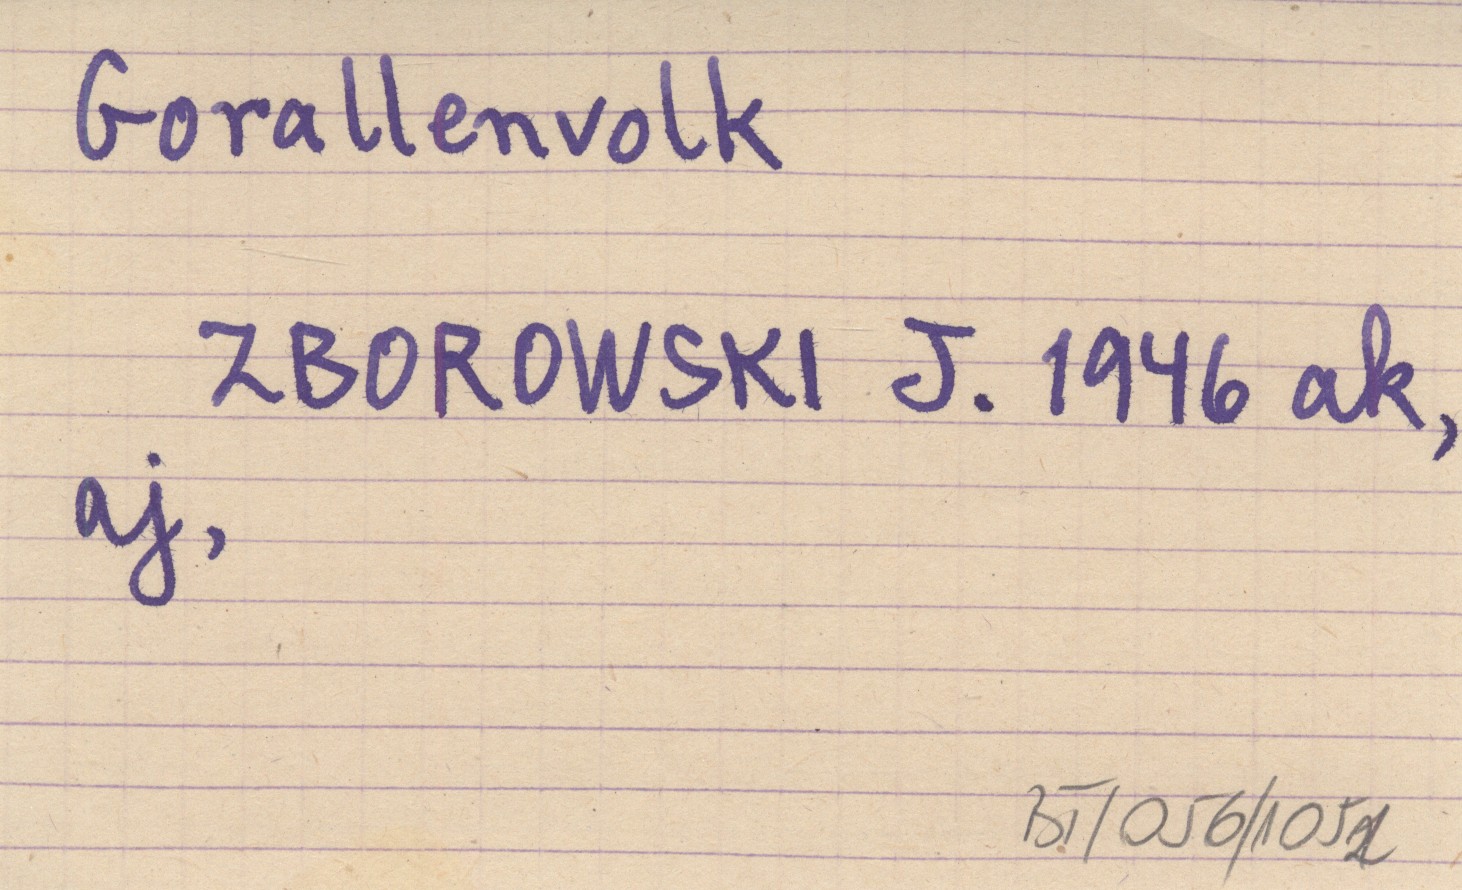 Gorallenvolk
ZBOROWSKI J. 1946 ak,
aj,